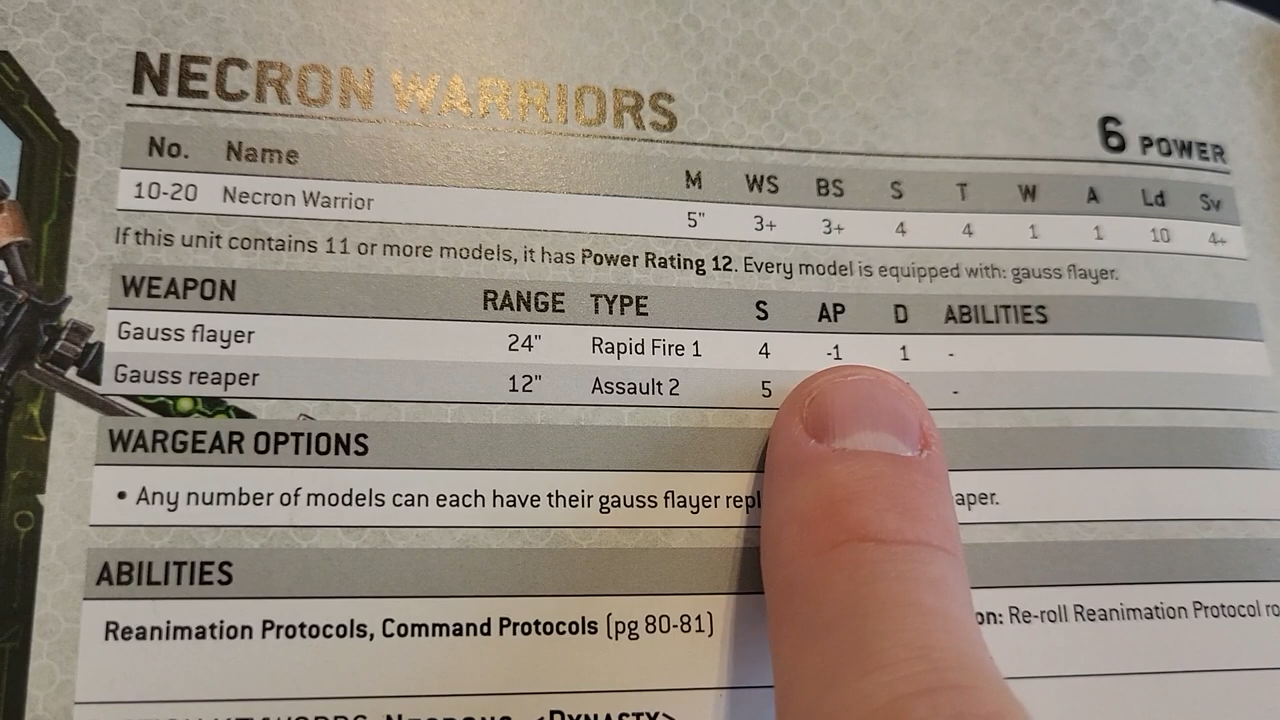 NECRON WARRIORS
6 POWER
No. Name M WS BS S T W A Ld Sv
10-20 Necron Warrior 5" 3+ 3+ 4 4 1 1 10 4+
If this unit contains 11 or more models, it has Power Rating 12. Every model is equipped with: gauss flayer.
WEAPON RANGE TYPE S AP D ABILITIES
Gauss flayer 24" Rapid Fire 1 4 -1 1 -
Gauss reaper 12" Assault 2 5 -
WARGEAR OPTIONS
• Any number of models can each have their gauss flayer repl aper.
ABILITIES
Reanimation Protocols, Command Protocols (pg 80-81) on: Re-roll Reanimation Protocol ro
KEYWORDS: NECRONS, <DYNASTY>